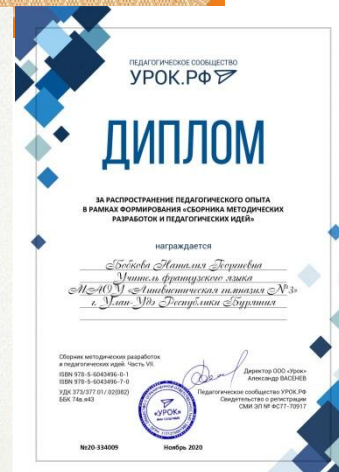 ПЕДАГОГИЧЕСКОЕ СООБЩЕСТВО
УРОК.РФ
ДИПЛОМ
ЗА РАСПРОСТРАНЕНИЕ ПЕДАГОГИЧЕСКОГО ОПЫТА
В РАМКАХ ФОРМИРОВАНИЯ «СБОРНИКА МЕТОДИЧЕСКИХ
РАЗРАБОТОК И ПЕДАГОГИЧЕСКИХ ИДЕЙ»
награждается
Бобкова Наталия Георгиевна
Учитель французского языка
МАОУ «Лингвистическая гимназия №3»
г. Улан-Удэ Республики Бурятия
Сборник методических разработок
и педагогических идей. Часть VII.
ISBN 978-5-6043496-0-1
ISBN 978-5-6043496-7-0
УДК 373/377.01/.02(082)
ББК 74в.н43
Директор ООО «Урок»
Александр ВАСЕНЕВ
Педагогическое сообщество УРОК.РФ
Свидетельство о регистрации
СМИ ЭЛ № ФС77-70917
«УРОК»
№20-334009
Ноябрь 2020